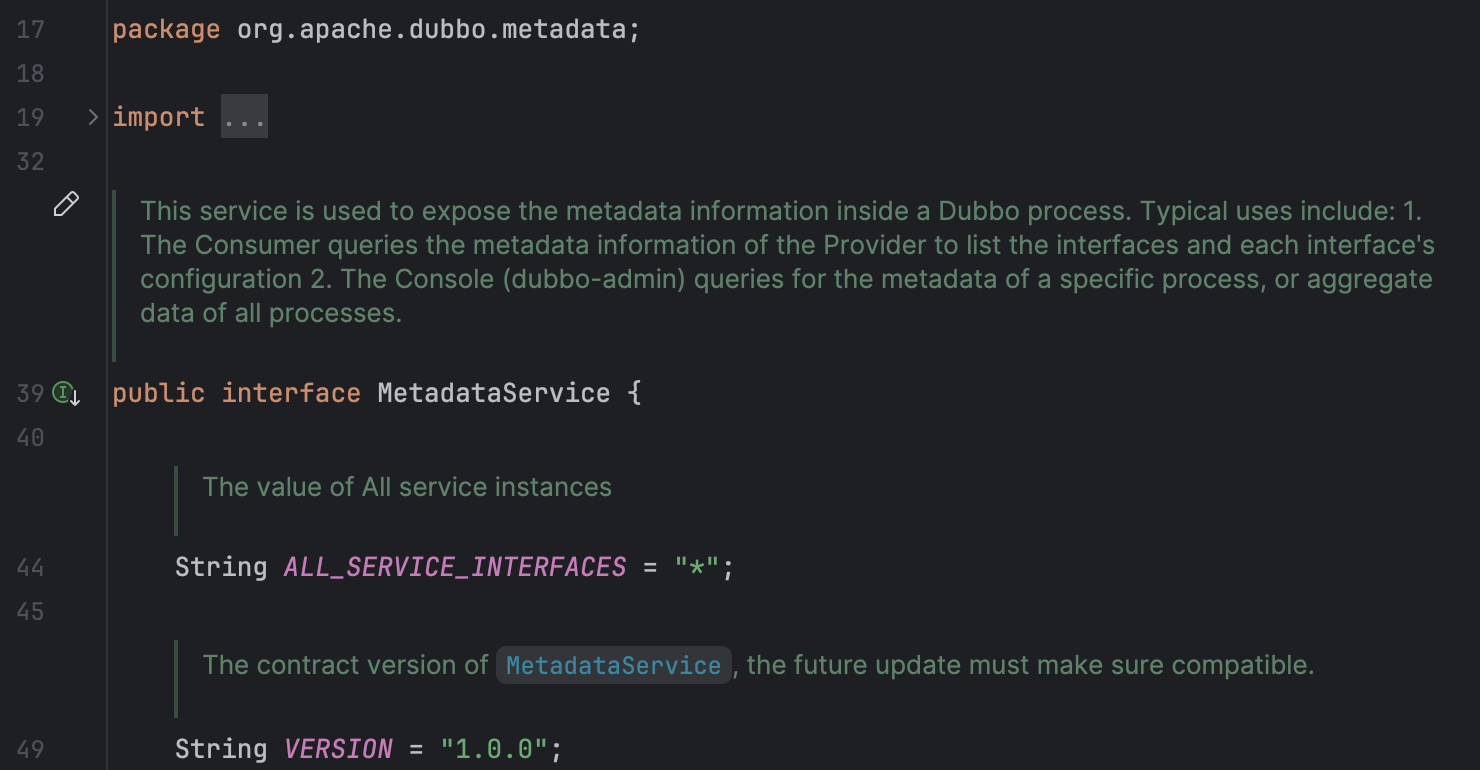 17 package org.apache.dubbo.metadata;
18
19 import ...
32
This service is used to expose the metadata information inside a Dubbo process. Typical uses include: 1.
The Consumer queries the metadata information of the Provider to list the interfaces and each interface's
configuration 2. The Console (dubbo-admin) queries for the metadata of a specific process, or aggregate
data of all processes.
39 public interface MetadataService {
40
The value of All service instances
44 String ALL_SERVICE_INTERFACES = "*";
45
The contract version of MetadataService, the future update must make sure compatible.
49 String VERSION = "1.0.0";